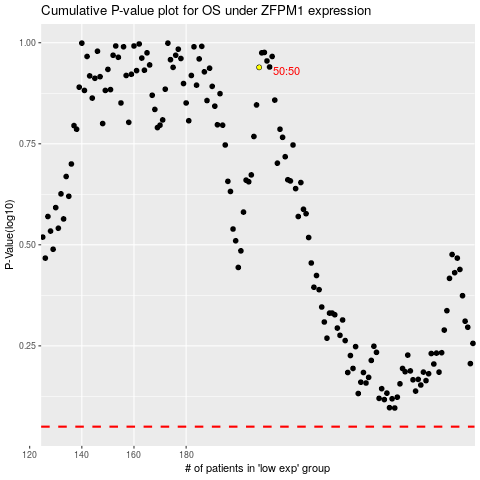 Cumulative P-value plot for OS under ZFPM1 expression
P-Value(log10)
1.00
0.75
0.50
0.25
50:50
120 140 160 180
# of patients in 'low exp' group